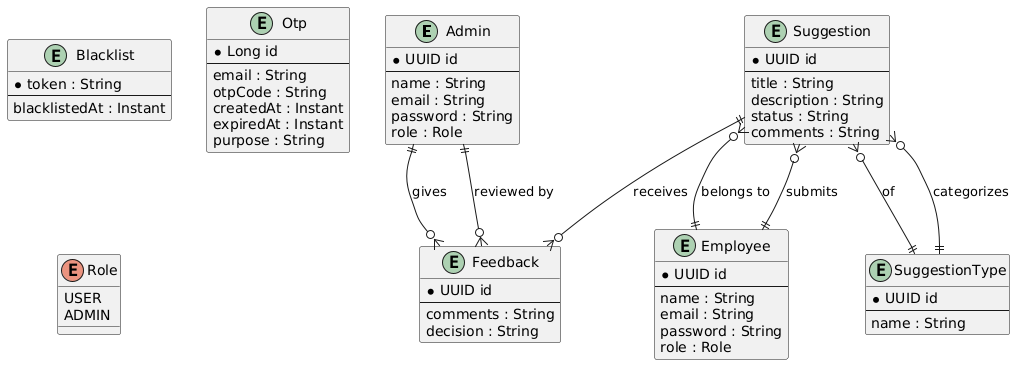 E Blacklist
* token : String
blacklistedAt : Instant
E Otp
* Long id
email : String
otpCode : String
createdAt : Instant
expiredAt : Instant
purpose : String
E Admin
* UUID id
name : String
email : String
password : String
role : Role
E Suggestion
* UUID id
title : String
description : String
status : String
comments : String
gives
reviewed by
receives
belongs to
submits
of
categorizes
E Role
USER
ADMIN
E Feedback
* UUID id
comments : String
decision : String
E Employee
* UUID id
name : String
email : String
password : String
role : Role
E SuggestionType
* UUID id
name : String